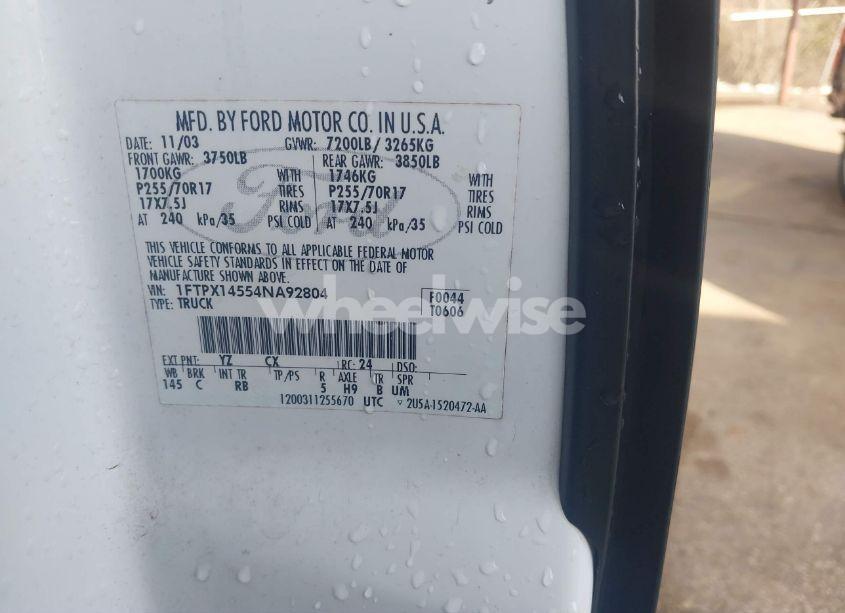 MFD. BY FORD MOTOR CO. IN U.S.A.
DATE: 11/03 GVWR: 7200LB/ 3265KG
FRONT GAWR: 3750LB REAR GAWR: 3850LB
1700KG WITH 1746KG WITH
P255/70R17 TIRES P255/70R17 TIRES
17X7.5J RIMS 17X7.5J RIMS
AT 240 kPa/35 PSI COLD AT 240 kPa/35 PSI COLD
Ford
THIS VEHICLE CONFORMS TO ALL APPLICABLE FEDERAL MOTOR
VEHICLE SAFETY STANDARDS IN EFFECT ON THE DATE OF
MANUFACTURE SHOWN ABOVE.
VIN: 1FTPX14554NA92804 F0044
TYPE: TRUCK T0606
wheelwise
EXT PNT: YZ CX RC: 24 DSO:
WB BRK INT TR TP/PS R AXLE TR SPR
145 C RB 5 H9 B UM
1200311255670 UTC ▿ 2U5A-1520472-AA